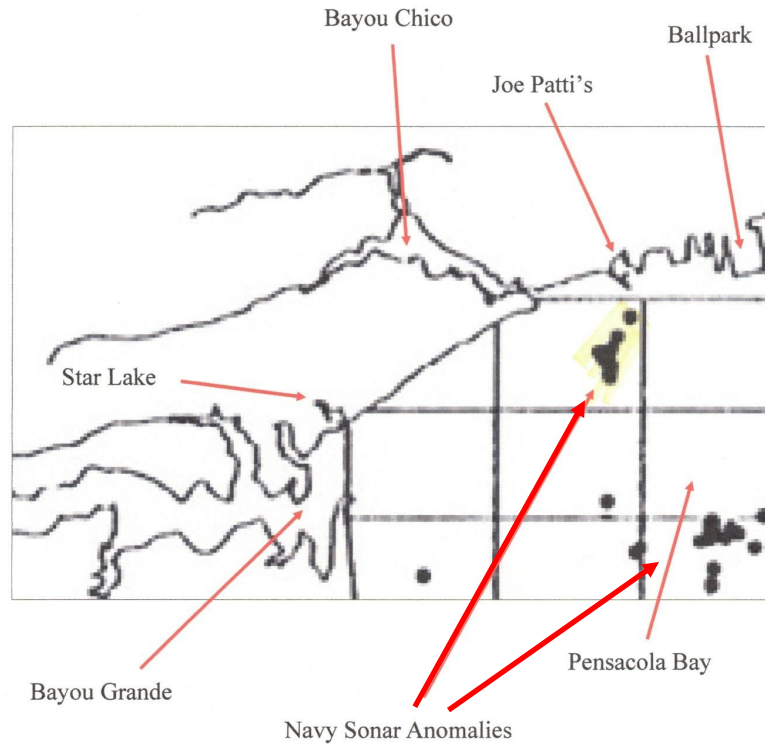 Bayou Chico
Ballpark
Joe Patti's
Star Lake
Pensacola Bay
Bayou Grande
Navy Sonar Anomalies